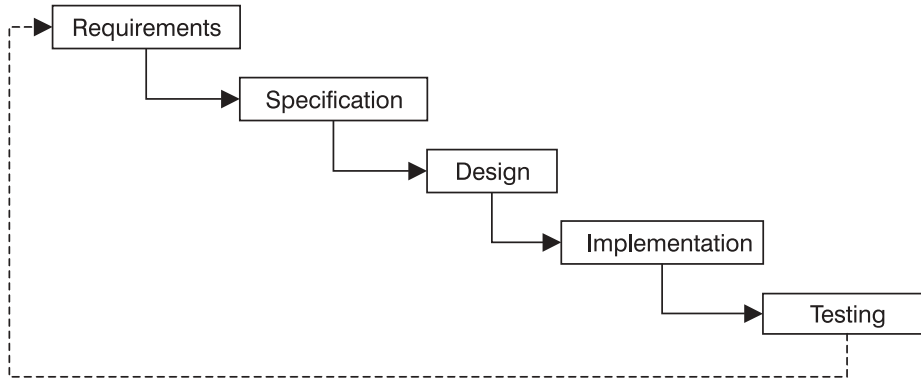 Requirements
Specification
Design
Implementation
Testing